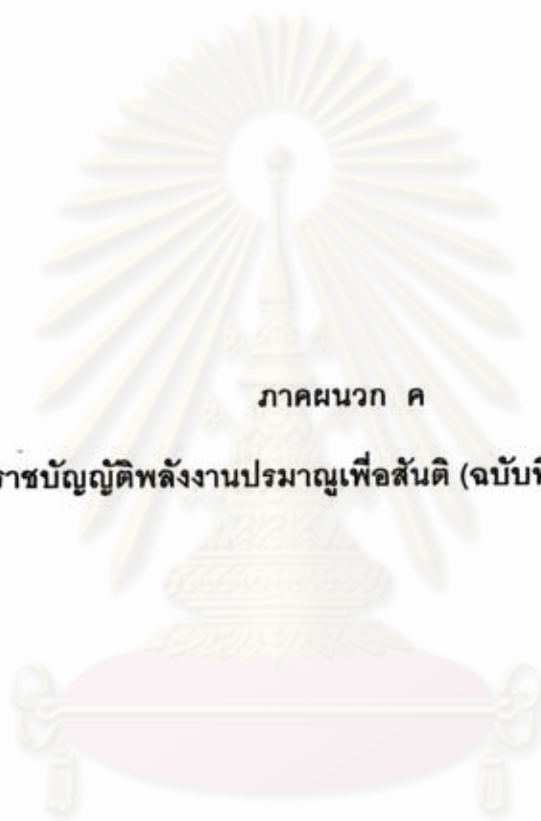 ภาคผนวก ค
ราชบัญญัติพลังงานปรมาณูเพื่อสันติ (ฉบับที่